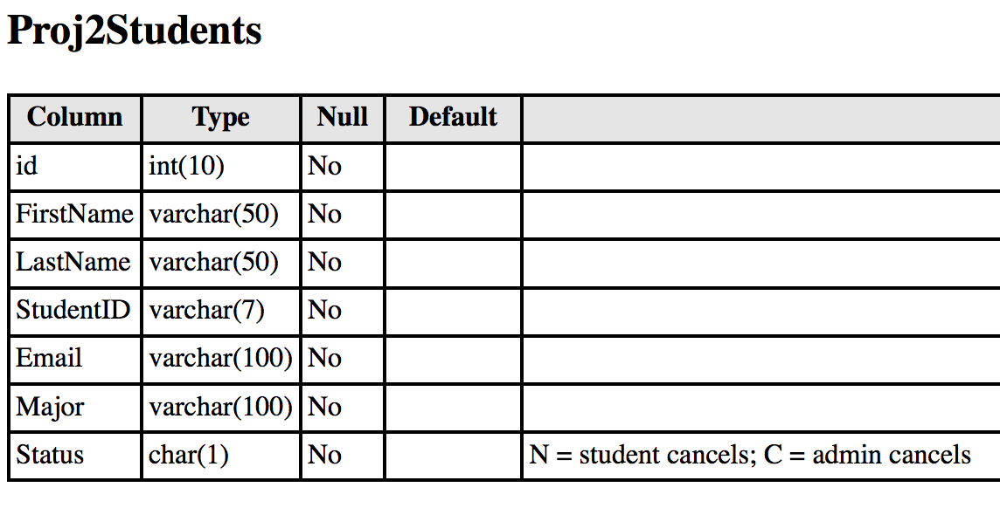 Proj2Students
Column Type Null Default
id int(10) No
FirstName varchar(50) No
LastName varchar(50) No
StudentID varchar(7) No
Email varchar(100) No
Major varchar(100) No
Status char(1) No N = student cancels; C = admin cancels